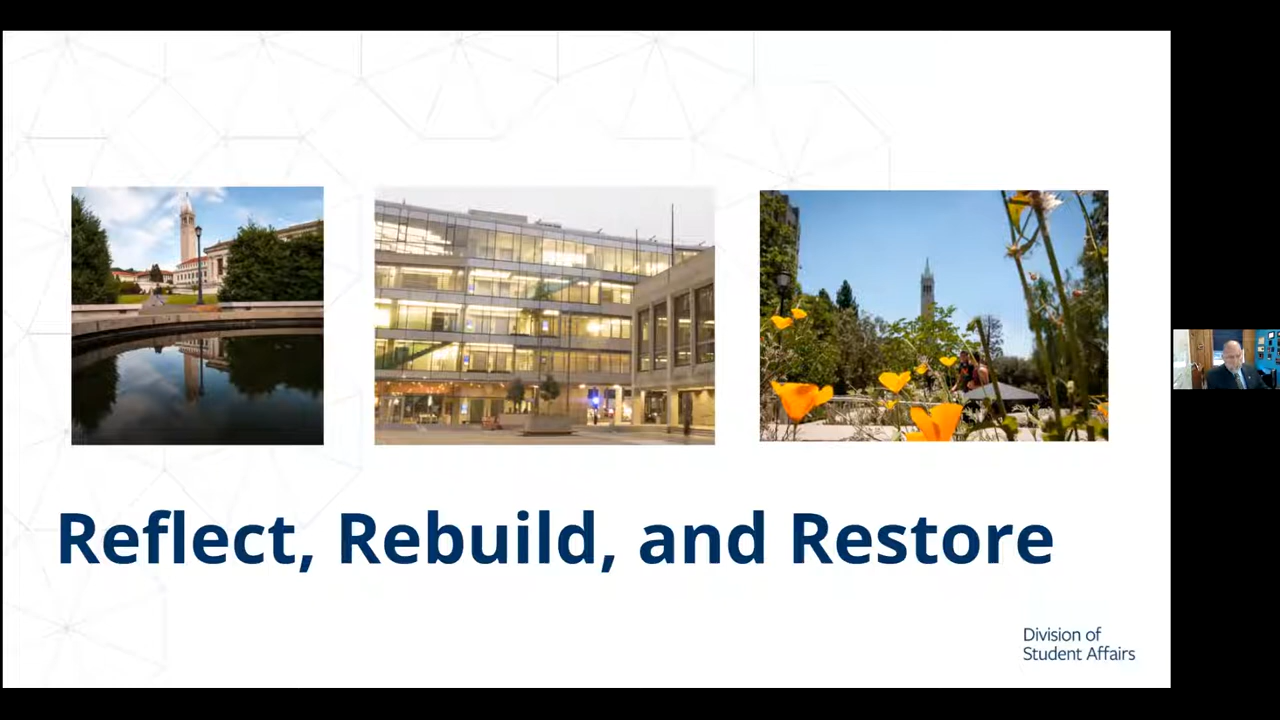 Reflect, Rebuild, and Restore
Division of
Student Affairs